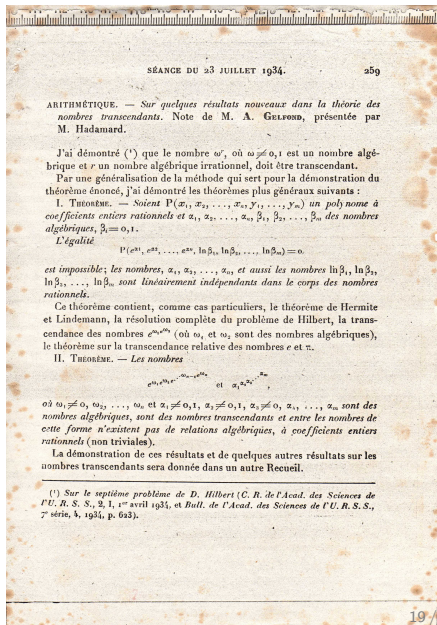 SÉANCE DU 23 JUILLET 1934. 259
ARITHMÉTIQUE. — Sur quelques résultats nouveaux dans la théorie des
nombres transcendants. Note de M. A. Gelfond, présentée par
M. Hadamard.
J'ai démontré (¹) que le nombre ωʳ, où ω ≠ 0,1 est un nombre algé-
brique et r un nombre algébrique irrationnel, doit être transcendant.
Par une généralisation de la méthode qui sert pour la démonstration du
théorème énoncé, j'ai démontré les théorèmes plus généraux suivants :
I. Théorème. — Soient P(x₁, x₂, ..., xₙ, y₁, ..., yₘ) un polynome à
coefficients entiers rationnels et α₁, α₂, ..., αₙ, β₁, β₂, ..., βₘ des nombres
algébriques, βᵢ = 0,1.
L'égalité
P(e^α₁, e^α₂, ..., e^αₙ, lnβ₁, lnβ₂, ..., lnβₘ) = 0.
est impossible; les nombres, α₁, α₂, ..., αₙ, et aussi les nombres lnβ₁, lnβ₂,
lnβ₃, ..., lnβₘ sont linéairement indépendants dans le corps des nombres
rationnels.
Ce théorème contient, comme cas particuliers, le théorème de Hermite
et Lindemann, la résolution complète du problème de Hilbert, la trans-
cendance des nombres e^ω₁e^ω₂ (où ω₁ et ω₂ sont des nombres algébriques),
le théorème sur la transcendance relative des nombres e et π.
II. Théorème. — Les nombres
e^ω₁e^ω₂e^...^ωₙ₋₁e^ωₙ et α₁^α₂^α₃^...^αₘ,
où ω₁ ≠ 0, ω₂, ..., ωₙ et α₁ ≠ 0,1, α₂ ≠ 0,1, α₃ ≠ 0, α₄, ..., αₘ sont des
nombres algébriques, sont des nombres transcendants et entre les nombres de
cette forme n'existent pas de relations algébriques, à coefficients entiers
rationnels (non triviales).
La démonstration de ces résultats et de quelques autres résultats sur les
nombres transcendants sera donnée dans un autre Recueil.
(¹) Sur le septième problème de D. Hilbert (C. R. de l'Acad. des Sciences de
l'U. R. S. S., 2, I, 1ᵉʳ avril 1934, et Bull. de l'Acad. des Sciences de l'U. R. S. S.,
7ᵉ série, 4, 1934, p. 623).
19